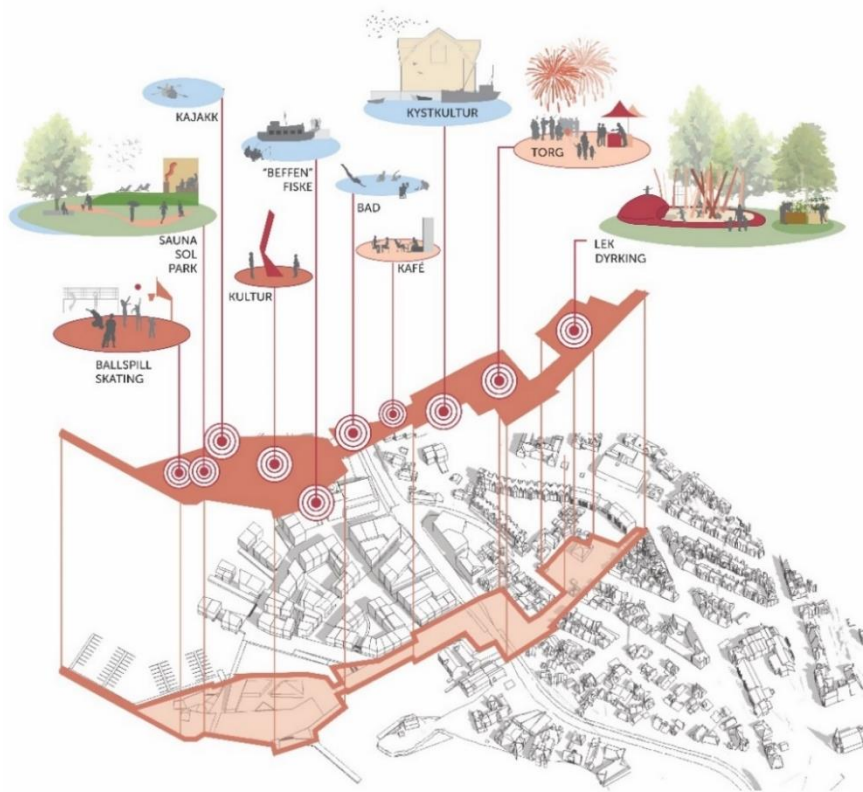 KAJAKK
KYSTKULTUR
"BEFFEN"
FISKE
TORG
BAD
SAUNA
SOL
PARK
KAFÉ
LEK
DYRKING
KULTUR
BALLSPILL
SKATING